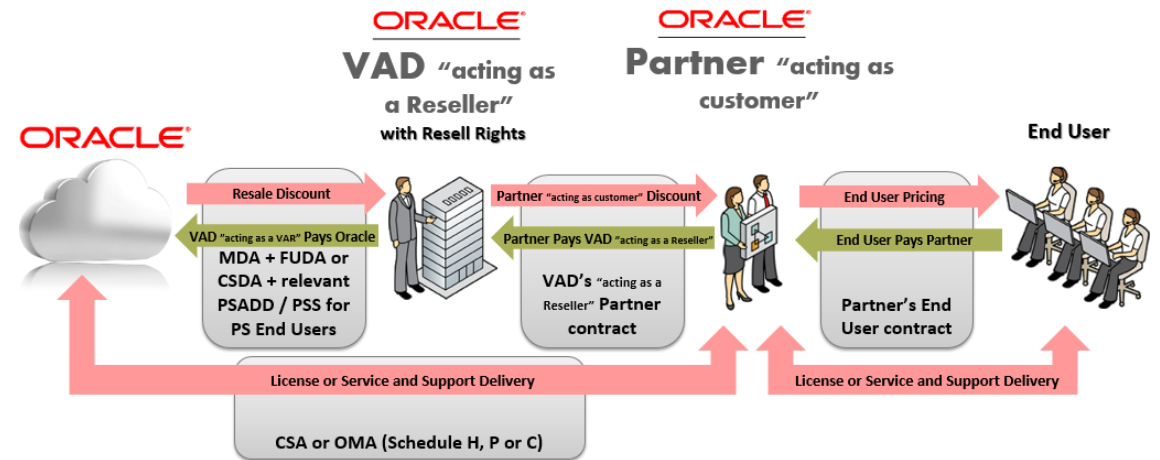 ORACLE®
VAD "acting as
a Reseller"
with Resell Rights
ORACLE®
Partner "acting as
customer"
ORACLE®
End User
Resale Discount
VAD "acting as a VAR" Pays Oracle
MDA + FUDA or
CSDA + relevant
PSADD / PSS for
PS End Users
Partner "acting as customer" Discount
Partner Pays VAD "acting as a Reseller"
VAD's "acting as a
Reseller" Partner
contract
End User Pricing
End User Pays Partner
Partner's End
User contract
License or Service and Support Delivery
License or Service and Support Delivery
CSA or OMA (Schedule H, P or C)